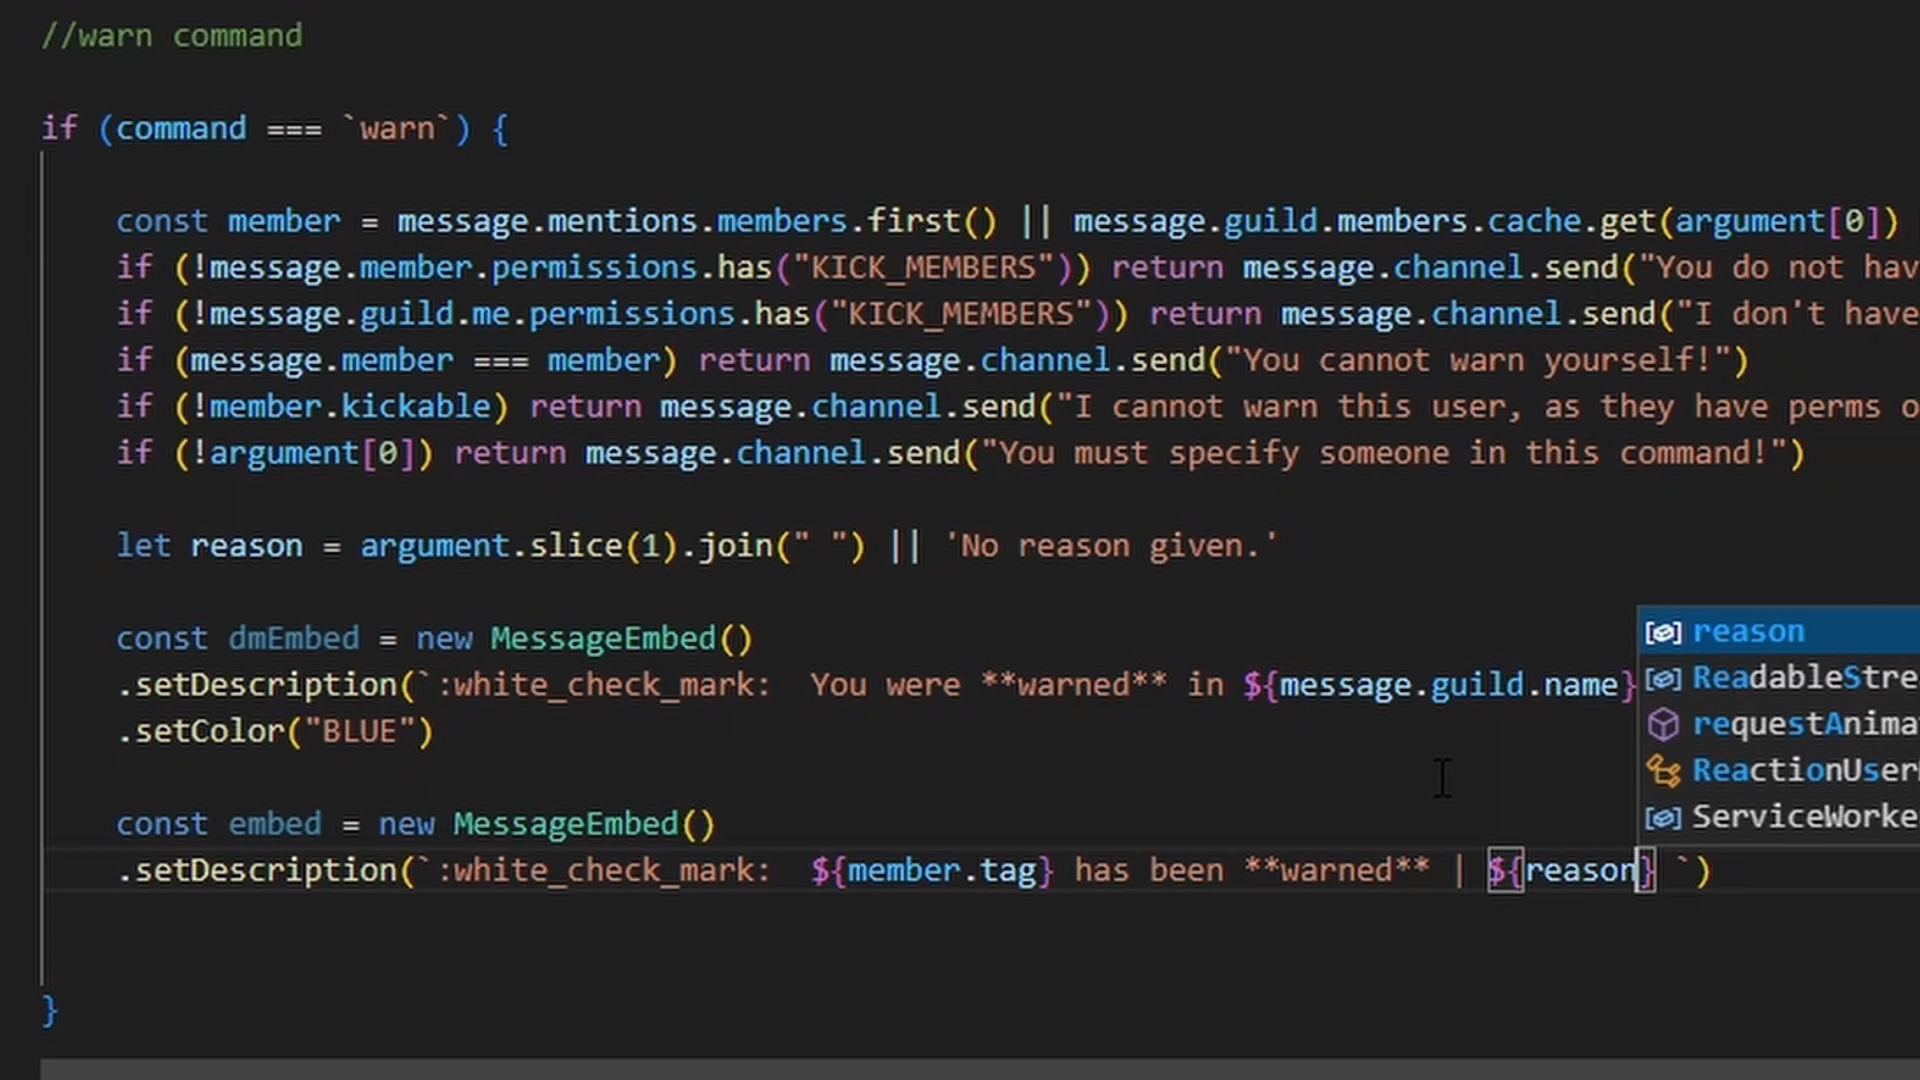 //warn command
if (command === `warn`) {
const member = message.mentions.members.first() || message.guild.members.cache.get(argument[0])
if (!message.member.permissions.has("KICK_MEMBERS")) return message.channel.send("You do not hav
if (!message.guild.me.permissions.has("KICK_MEMBERS")) return message.channel.send("I don't have
if (message.member === member) return message.channel.send("You cannot warn yourself!")
if (!member.kickable) return message.channel.send("I cannot warn this user, as they have perms o
if (!argument[0]) return message.channel.send("You must specify someone in this command!")
let reason = argument.slice(1).join(" ") || 'No reason given.'
const dmEmbed = new MessageEmbed()
.setDescription(`:white_check_mark:  You were **warned** in ${message.guild.name}
.setColor("BLUE")
const embed = new MessageEmbed()
.setDescription(`:white_check_mark:  ${member.tag} has been **warned** | ${reason} `)
}
reason
ReadableStre
requestAnima
ReactionUser
ServiceWorke